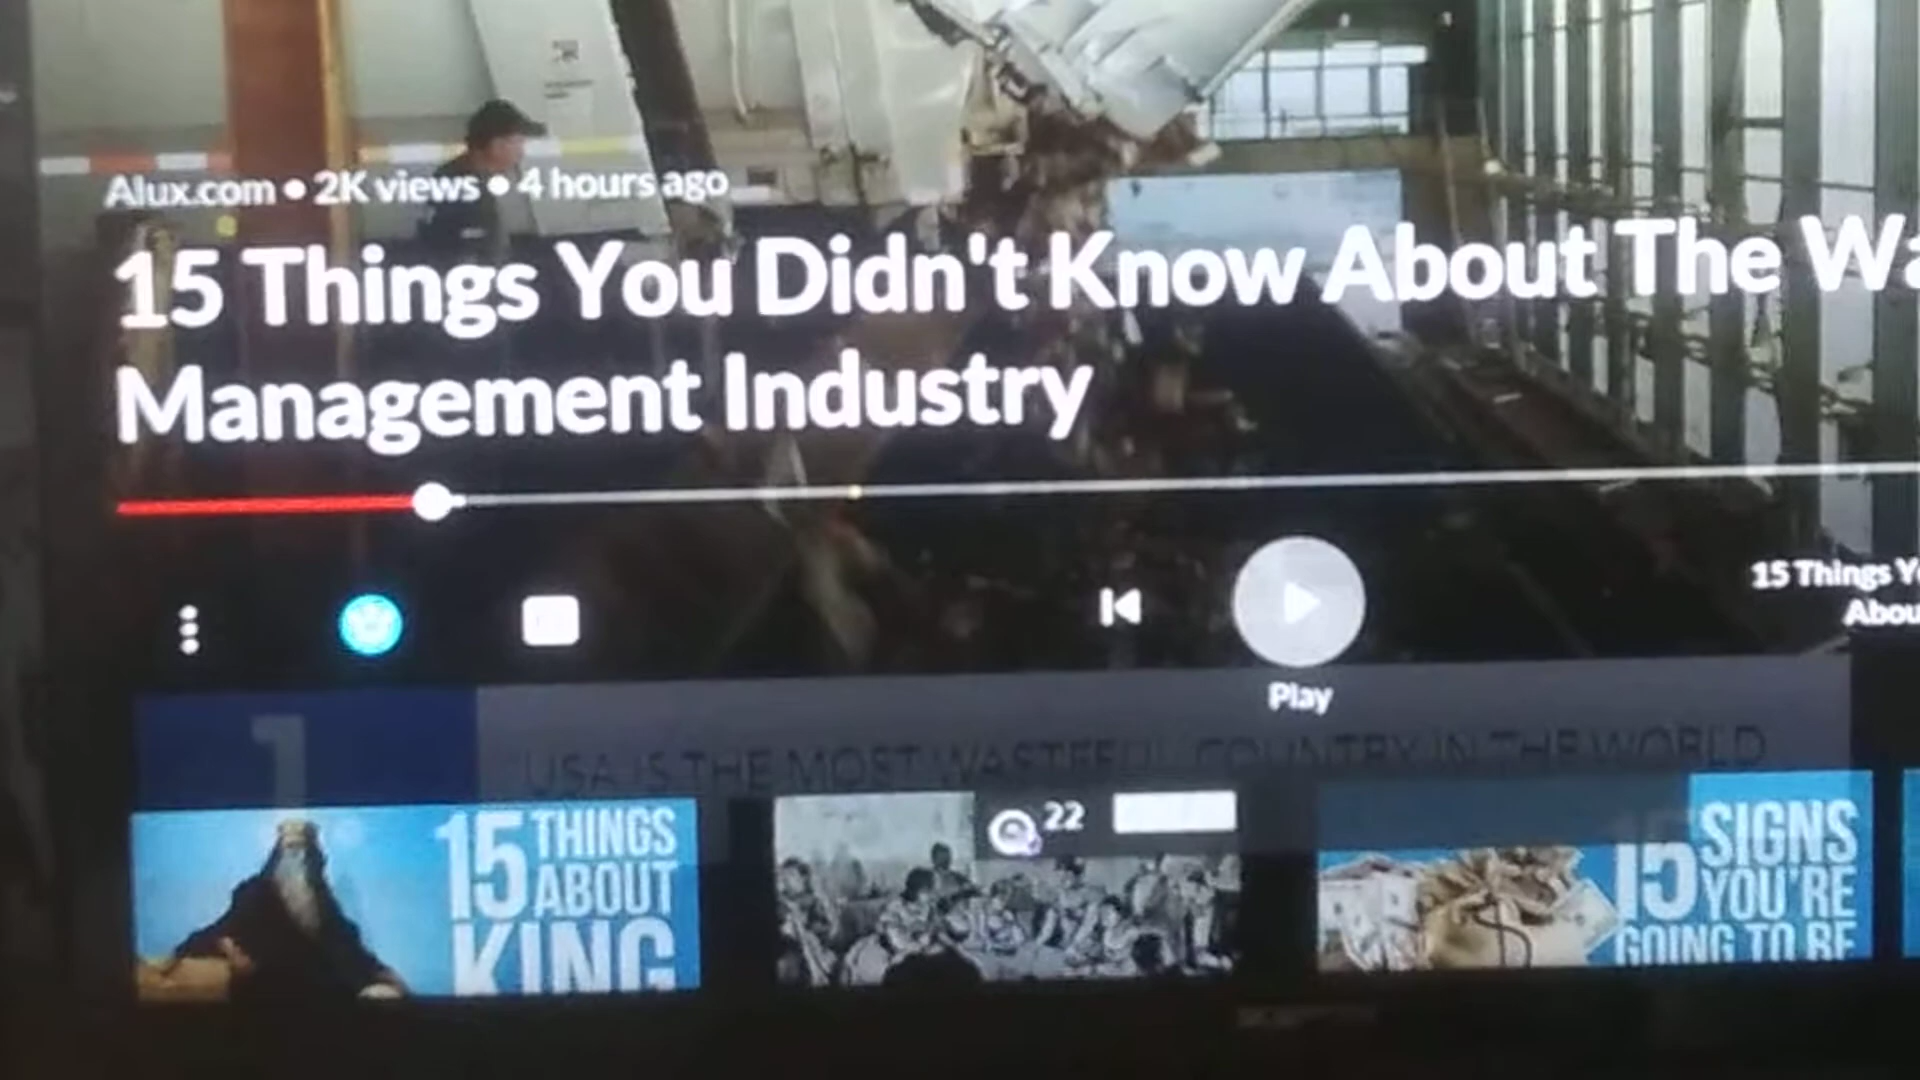 Alux.com • 2K views • 4 hours ago
15 Things You Didn't Know About The Wa
Management Industry
15 Things Yo
Abou
Play
1 USA IS THE MOST WASTEFUL COUNTRY IN THE WORLD
22
15 THINGS
ABOUT
KING
15 SIGNS
YOU'RE
GOING TO BE